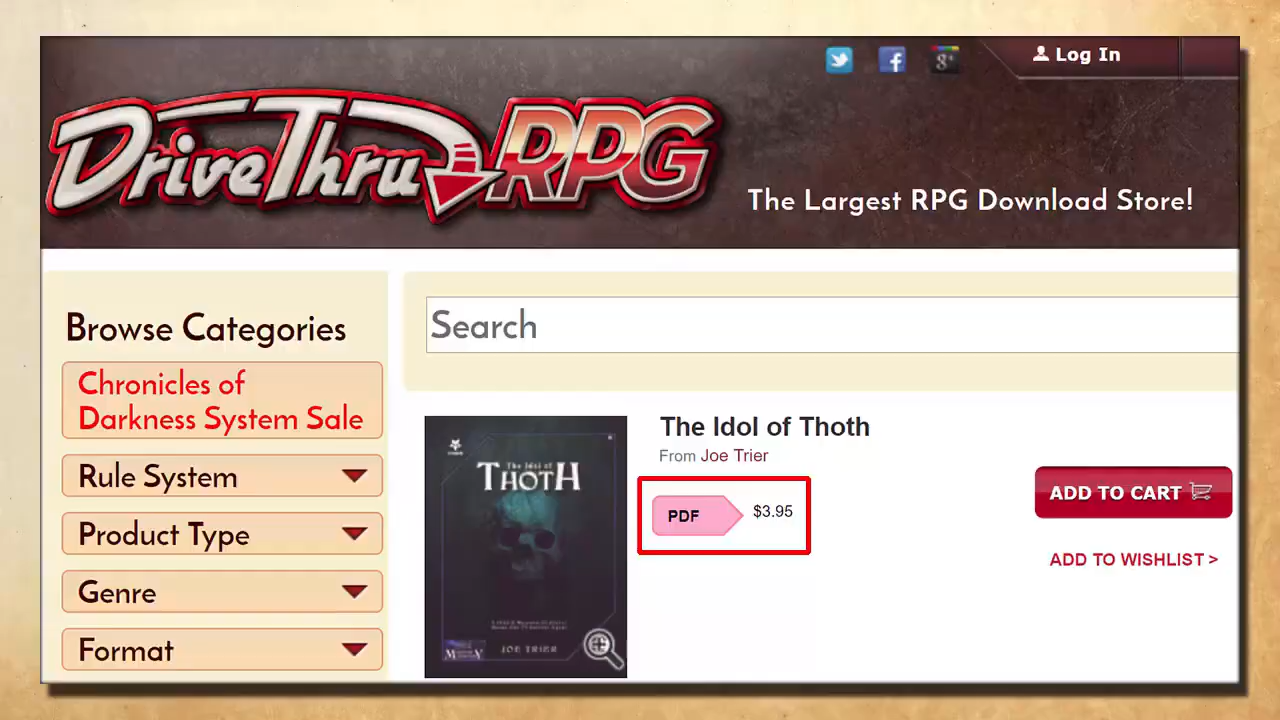 Log In
DriveThruRPG
The Largest RPG Download Store!
Browse Categories
Chronicles of
Darkness System Sale
Rule System
Product Type
Genre
Format
Search
The Idol of
THOTH
JOE TRIER
The Idol of Thoth
From Joe Trier
PDF
$3.95
ADD TO CART
ADD TO WISHLIST >